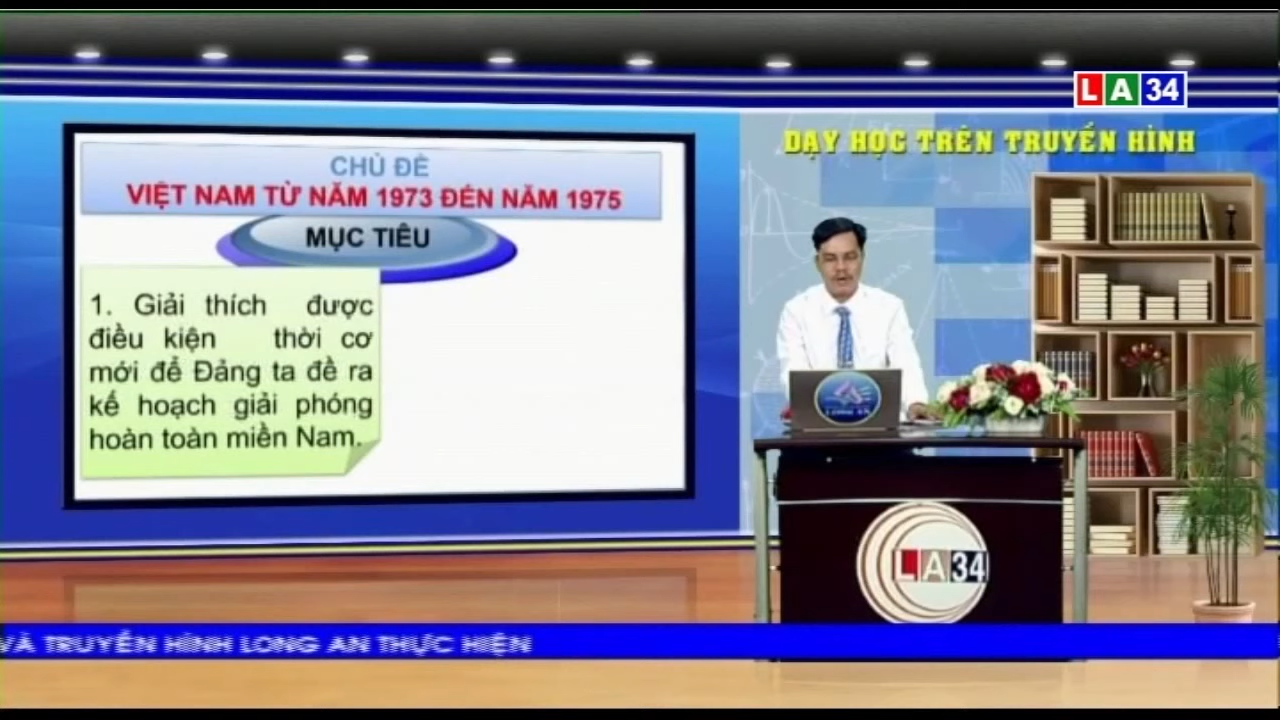 LA34
DẠY HỌC TRÊN TRUYỀN HÌNH
CHỦ ĐỀ
VIỆT NAM TỪ NĂM 1973 ĐẾN NĂM 1975
MỤC TIÊU
1. Giải thích được
điều kiện thời cơ
mới để Đảng ta đề ra
kế hoạch giải phóng
hoàn toàn miền Nam.
LA34
VÀ TRUYỀN HÌNH LONG AN THỰC HIỆN